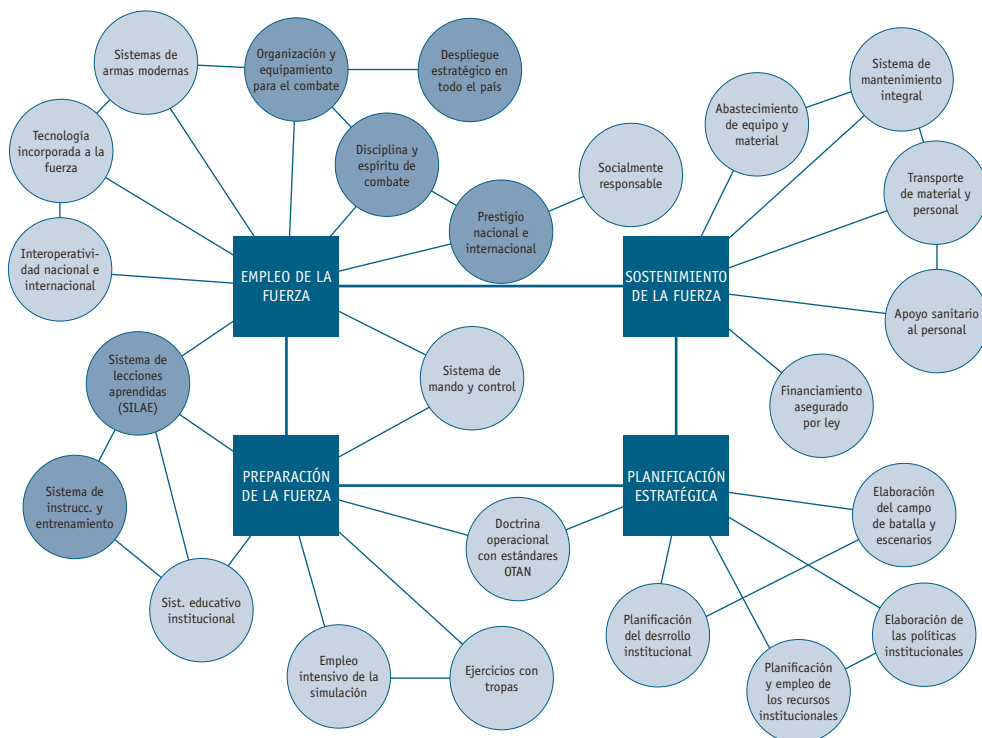 Sistemas de
armas modernas
Organización y
equipamiento
para el combate
Despliegue
estratégico en
todo el país
Sistema de
mantenimiento
integral
Abastecimiento
de equipo y
material
Tecnología
incorporada a la
fuerza
Disciplina y
espíritu de
combate
Socialmente
responsable
Transporte
de material y
personal
Prestigio
nacional e
internacional
Interoperativi-
dad nacional e
internacional
EMPLEO DE LA
FUERZA
SOSTENIMIENTO
DE LA FUERZA
Apoyo sanitario
al personal
Sistema de
lecciones
aprendidas
(SILAE)
Sistema de
mando y control
Financiamiento
asegurado
por ley
PREPARACIÓN
DE LA FUERZA
PLANIFICACIÓN
ESTRATÉGICA
Sistema de
instrucc. y
entrenamiento
Elaboración
del campo
de batalla y
escenarios
Doctrina
operacional
con estándares
OTAN
Sist. educativo
institucional
Planificación
del desrrollo
institucional
Elaboración de
las políticas
institucionales
Empleo
intensivo de la
simulación
Ejercicios con
tropas
Planificación
y empleo de
los recursos
institucionales